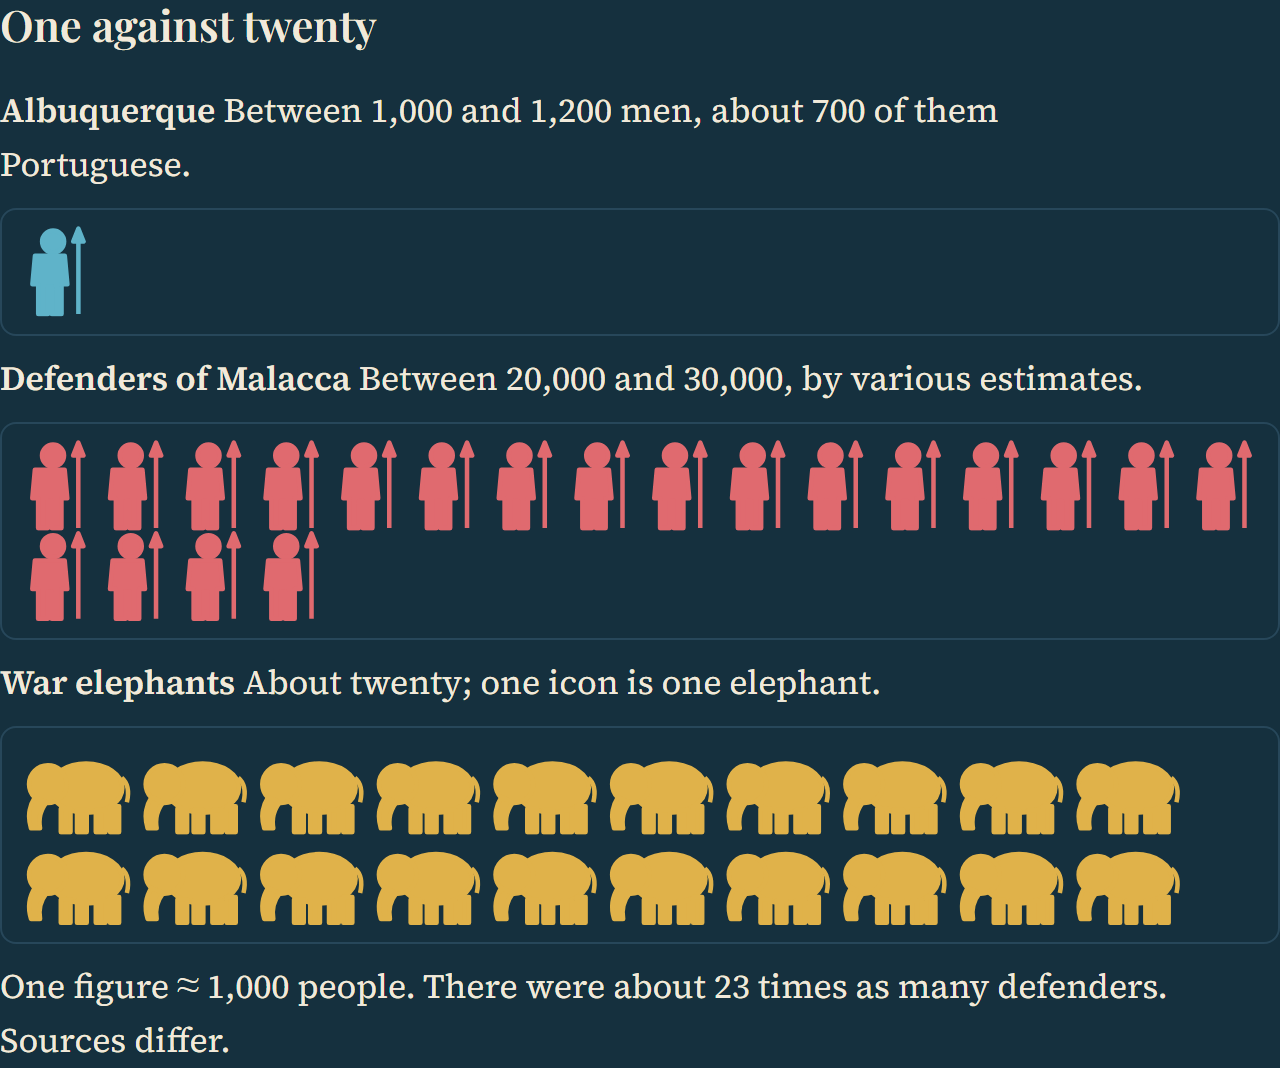 One against twenty
Albuquerque Between 1,000 and 1,200 men, about 700 of them
Portuguese.
Defenders of Malacca Between 20,000 and 30,000, by various estimates.
War elephants About twenty; one icon is one elephant.
One figure ≈ 1,000 people. There were about 23 times as many defenders.
Sources differ.